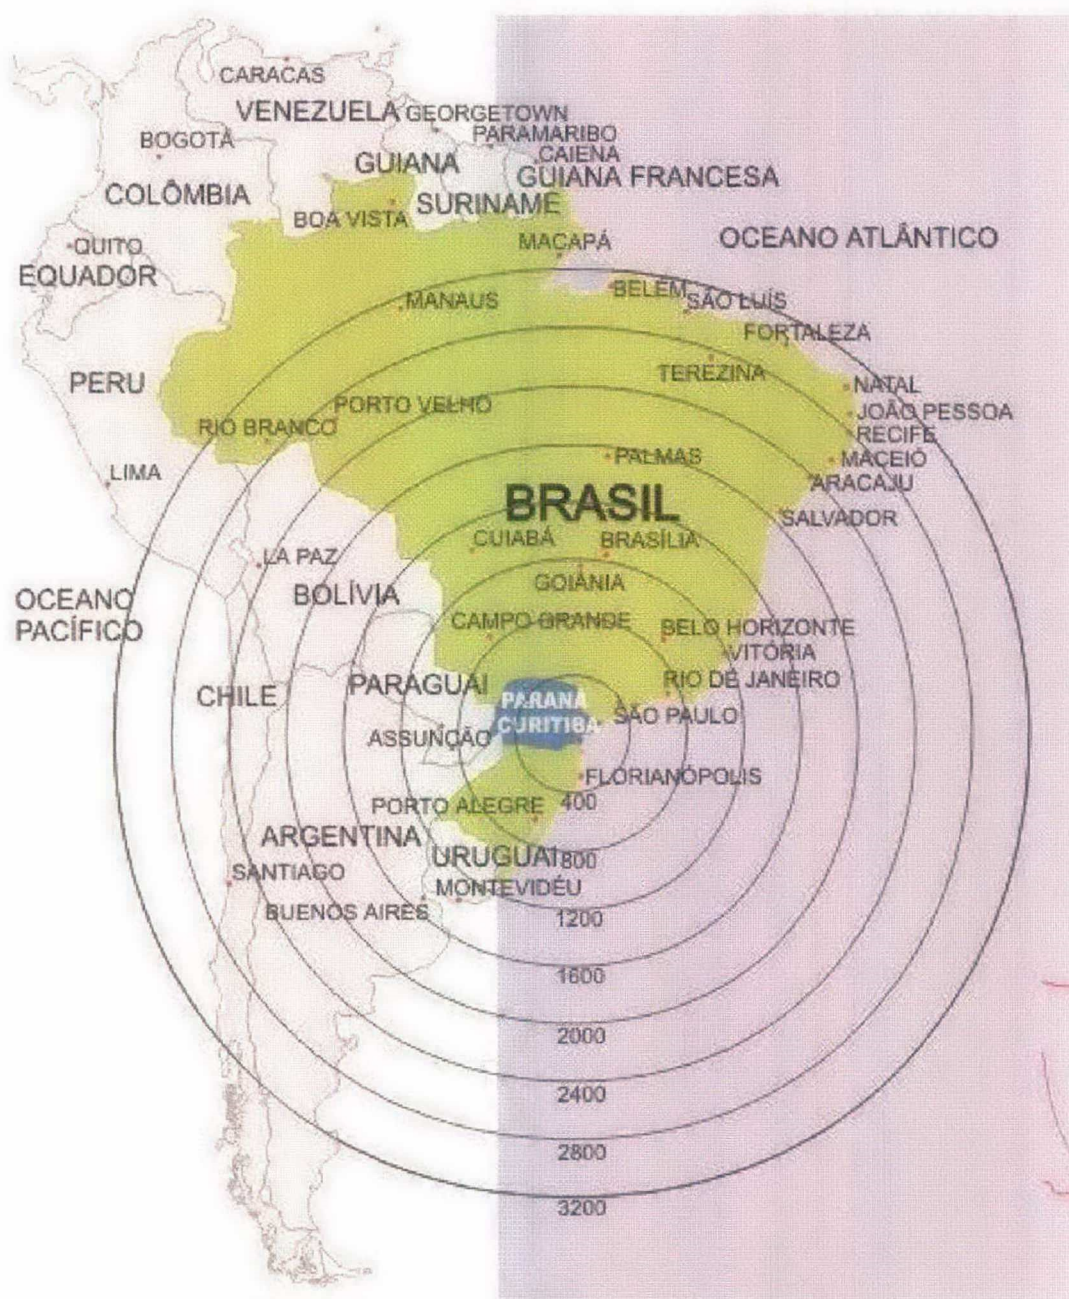 CARACAS
VENEZUELA
GEORGETOWN
PARAMARIBO
BOGOTÁ
CAIENA
GUIANA
GUIANA FRANCESA
COLÔMBIA
SURINAME
BOA VISTA
QUITO
MACAPÁ
OCEANO ATLÂNTICO
EQUADOR
BELÉM
MANAUS
SÃO LUÍS
FORTALEZA
TEREZINA
PERU
NATAL
PORTO VELHO
JOÃO PESSOA
RIO BRANCO
RECIFE
PALMAS
MACEIÓ
LIMA
ARACAJU
BRASIL
SALVADOR
CUIABÁ
BRASÍLIA
LA PAZ
GOIÂNIA
BOLÍVIA
OCEANO
PACÍFICO
CAMPO GRANDE
BELO HORIZONTE
VITÓRIA
RIO DE JANEIRO
PARAGUAI
CHILE
PARANÁ
CURITIBA
SÃO PAULO
ASSUNÇÃO
FLORIANÓPOLIS
400
PORTO ALEGRE
ARGENTINA
URUGUAI
800
SANTIAGO
MONTEVIDÉU
BUENOS AIRES
1200
1600
2000
2400
2800
3200